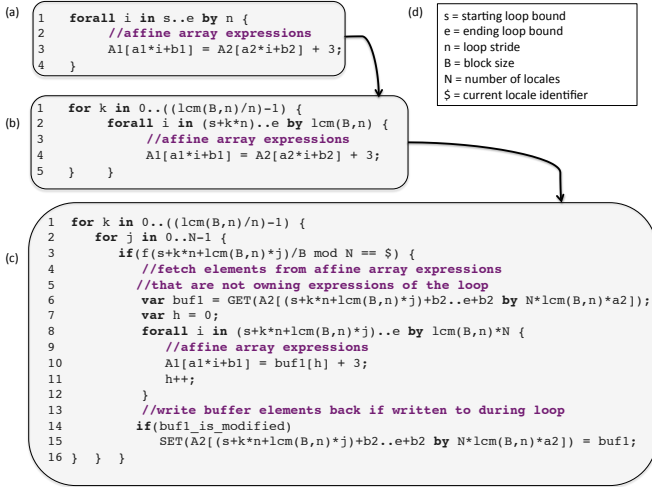 (a)
1 forall i in s..e by n {
2 //affine array expressions
3 A1[a1*i+b1] = A2[a2*i+b2] + 3;
4 }
(d)
s = starting loop bound
e = ending loop bound
n = loop stride
B = block size
N = number of locales
$ = current locale identifier
(b)
1 for k in 0..((lcm(B,n)/n)-1) {
2 forall i in (s+k*n)..e by lcm(B,n) {
3 //affine array expressions
4 A1[a1*i+b1] = A2[a2*i+b2] + 3;
5 } }
(c)
1 for k in 0..((lcm(B,n)/n)-1) {
2 for j in 0..N-1 {
3 if(f(s+k*n+lcm(B,n)*j)/B mod N == $) {
4 //fetch elements from affine array expressions
5 //that are not owning expressions of the loop
6 var buf1 = GET(A2[(s+k*n+lcm(B,n)*j)+b2..e+b2 by N*lcm(B,n)*a2]);
7 var h = 0;
8 forall i in (s+k*n+lcm(B,n)*j)..e by lcm(B,n)*N {
9 //affine array expressions
10 A1[a1*i+b1] = buf1[h] + 3;
11 h++;
12 }
13 //write buffer elements back if written to during loop
14 if(buf1_is_modified)
15 SET(A2[(s+k*n+lcm(B,n)*j)+b2..e+b2 by N*lcm(B,n)*a2]) = buf1;
16 } } }